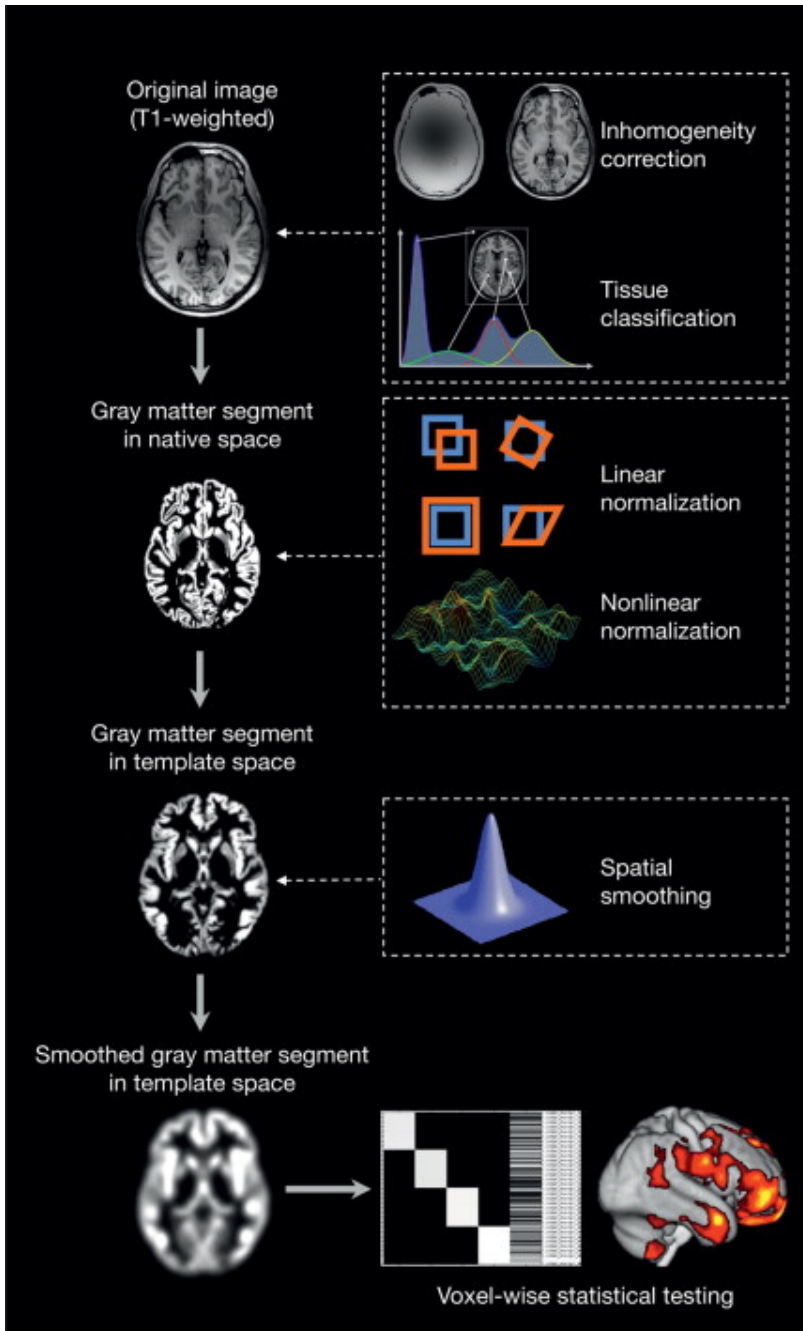 Original image
(T1-weighted)
Inhomogeneity
correction
Tissue
classification
Gray matter segment
in native space
Linear
normalization
Nonlinear
normalization
Gray matter segment
in template space
Spatial
smoothing
Smoothed gray matter segment
in template space
Voxel-wise statistical testing